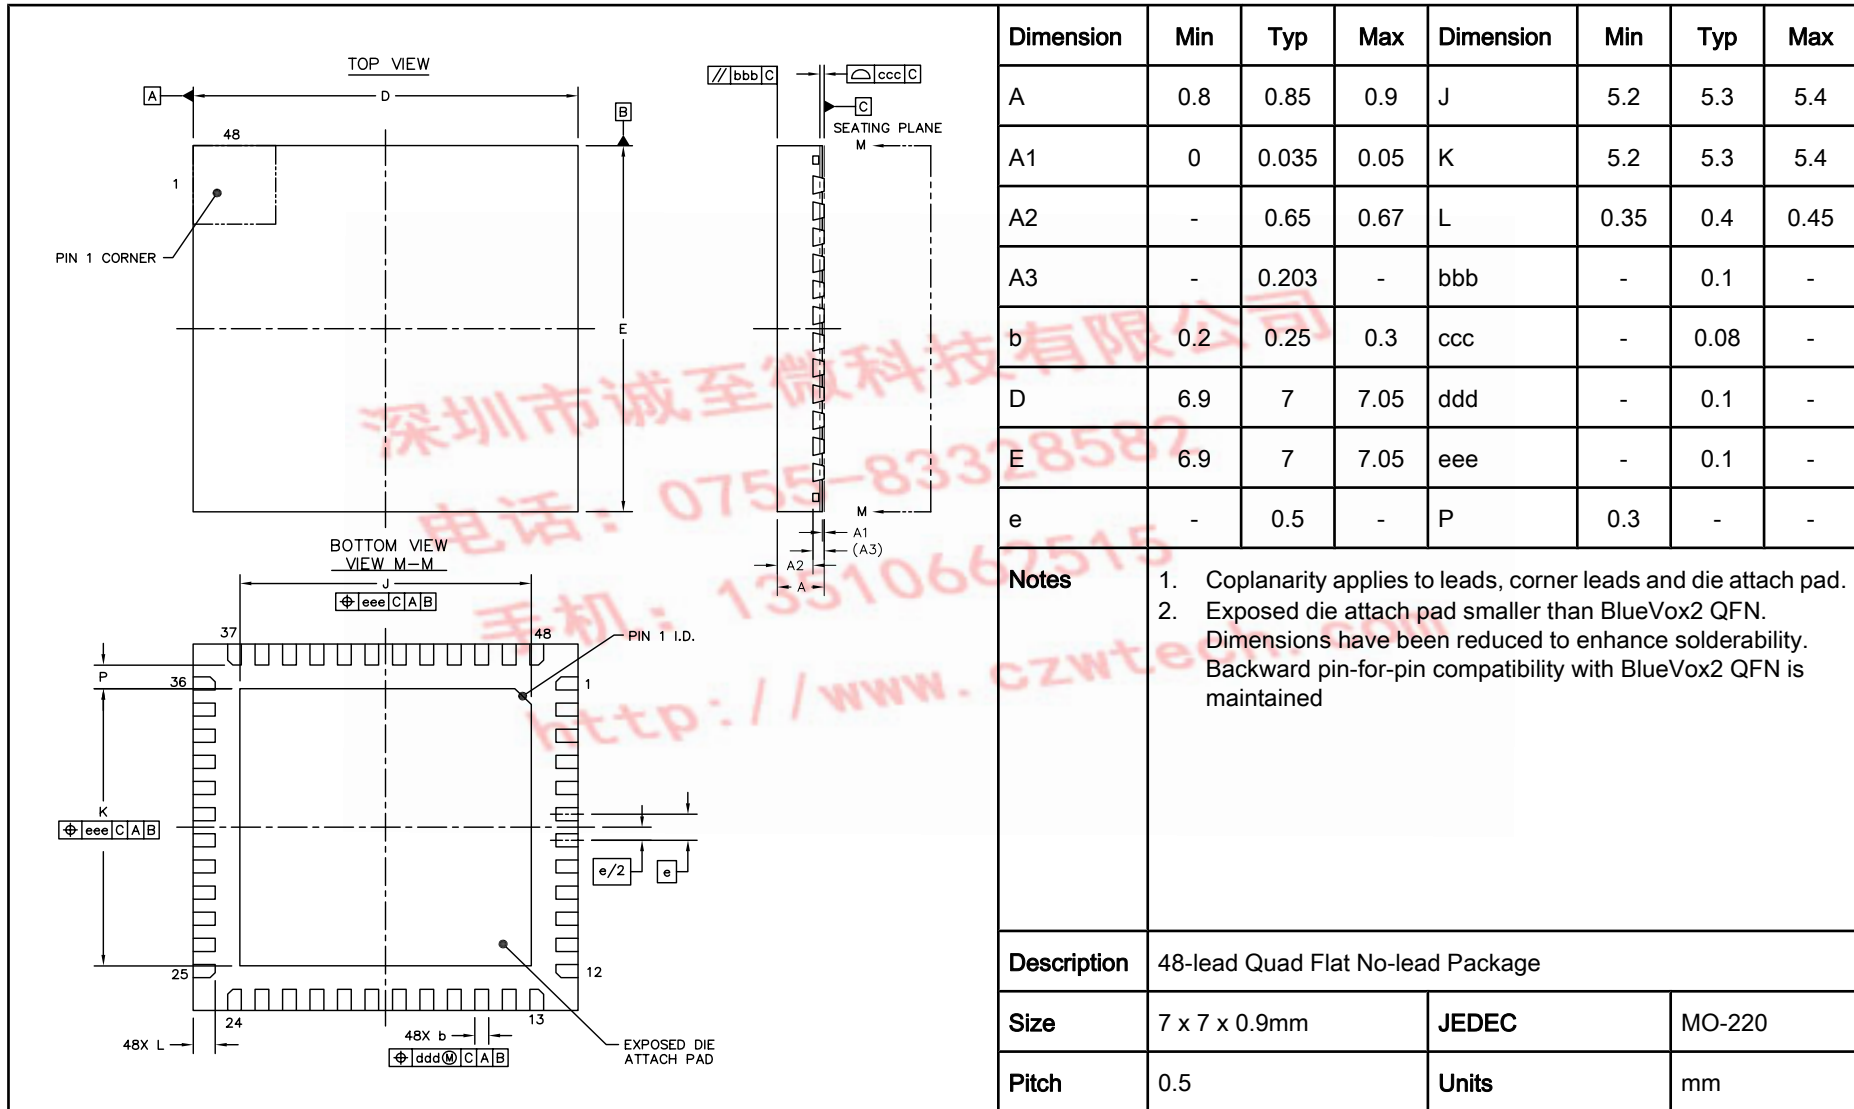 TOP VIEW
A
D
B
48
1
PIN 1 CORNER
E
// bbb C
⌓ ccc C
C
SEATING PLANE
M
M
A1
(A3)
A2
A
BOTTOM VIEW
VIEW M-M
J
⌖ eee C A B
37
48
PIN 1 I.D.
P
36
1
K
⌖ eee C A B
e/2
e
25
12
24
13
48X L
48X b
⌖ ddd Ⓜ C A B
EXPOSED DIE
ATTACH PAD
Dimension Min Typ Max Dimension Min Typ Max
A 0.8 0.85 0.9 J 5.2 5.3 5.4
A1 0 0.035 0.05 K 5.2 5.3 5.4
A2 - 0.65 0.67 L 0.35 0.4 0.45
A3 - 0.203 - bbb - 0.1 -
b 0.2 0.25 0.3 ccc - 0.08 -
D 6.9 7 7.05 ddd - 0.1 -
E 6.9 7 7.05 eee - 0.1 -
e - 0.5 - P 0.3 - -
Notes
1. Coplanarity applies to leads, corner leads and die attach pad.
2. Exposed die attach pad smaller than BlueVox2 QFN.
Dimensions have been reduced to enhance solderability.
Backward pin-for-pin compatibility with BlueVox2 QFN is
maintained
Description 48-lead Quad Flat No-lead Package
Size 7 x 7 x 0.9mm JEDEC MO-220
Pitch 0.5 Units mm
深圳市诚至微科技有限公司
电话：0755-83328582
手机：13510662515
http://www.czwtech.com